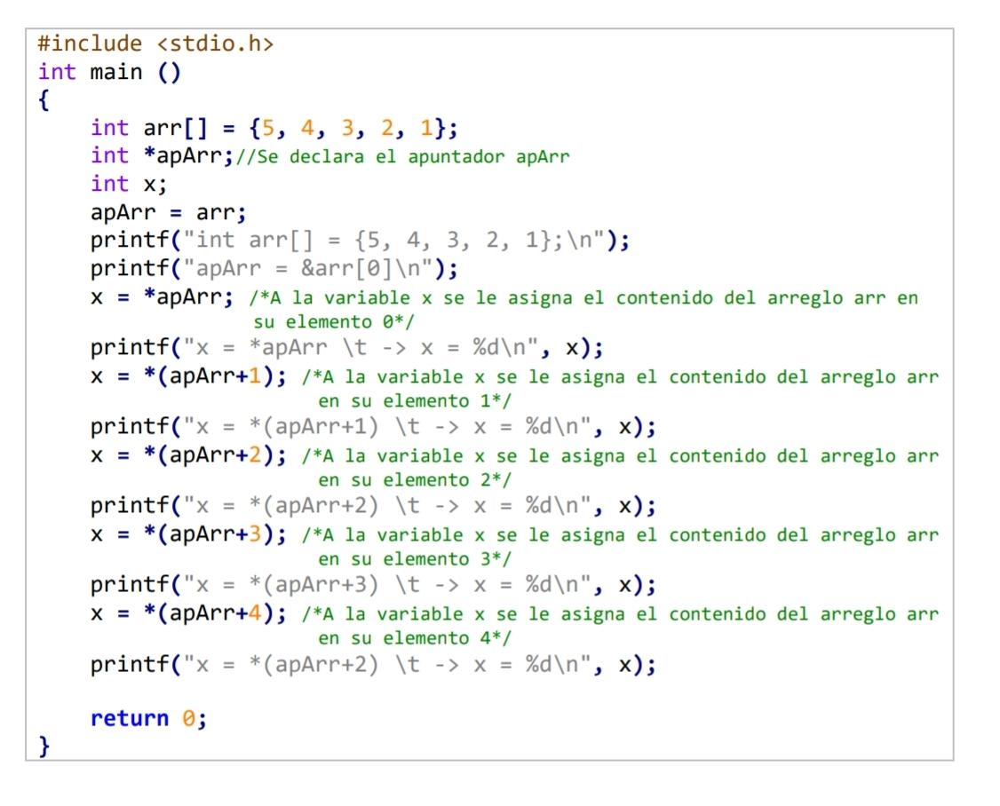 #include <stdio.h>
int main ()
{
    int arr[] = {5, 4, 3, 2, 1};
    int *apArr;//Se declara el apuntador apArr
    int x;
    apArr = arr;
    printf("int arr[] = {5, 4, 3, 2, 1};\n");
    printf("apArr = &arr[0]\n");
    x = *apArr; /*A la variable x se le asigna el contenido del arreglo arr en
                su elemento 0*/
    printf("x = *apArr \t -> x = %d\n", x);
    x = *(apArr+1); /*A la variable x se le asigna el contenido del arreglo arr
                    en su elemento 1*/
    printf("x = *(apArr+1) \t -> x = %d\n", x);
    x = *(apArr+2); /*A la variable x se le asigna el contenido del arreglo arr
                    en su elemento 2*/
    printf("x = *(apArr+2) \t -> x = %d\n", x);
    x = *(apArr+3); /*A la variable x se le asigna el contenido del arreglo arr
                    en su elemento 3*/
    printf("x = *(apArr+3) \t -> x = %d\n", x);
    x = *(apArr+4); /*A la variable x se le asigna el contenido del arreglo arr
                    en su elemento 4*/
    printf("x = *(apArr+2) \t -> x = %d\n", x);
    return 0;
}